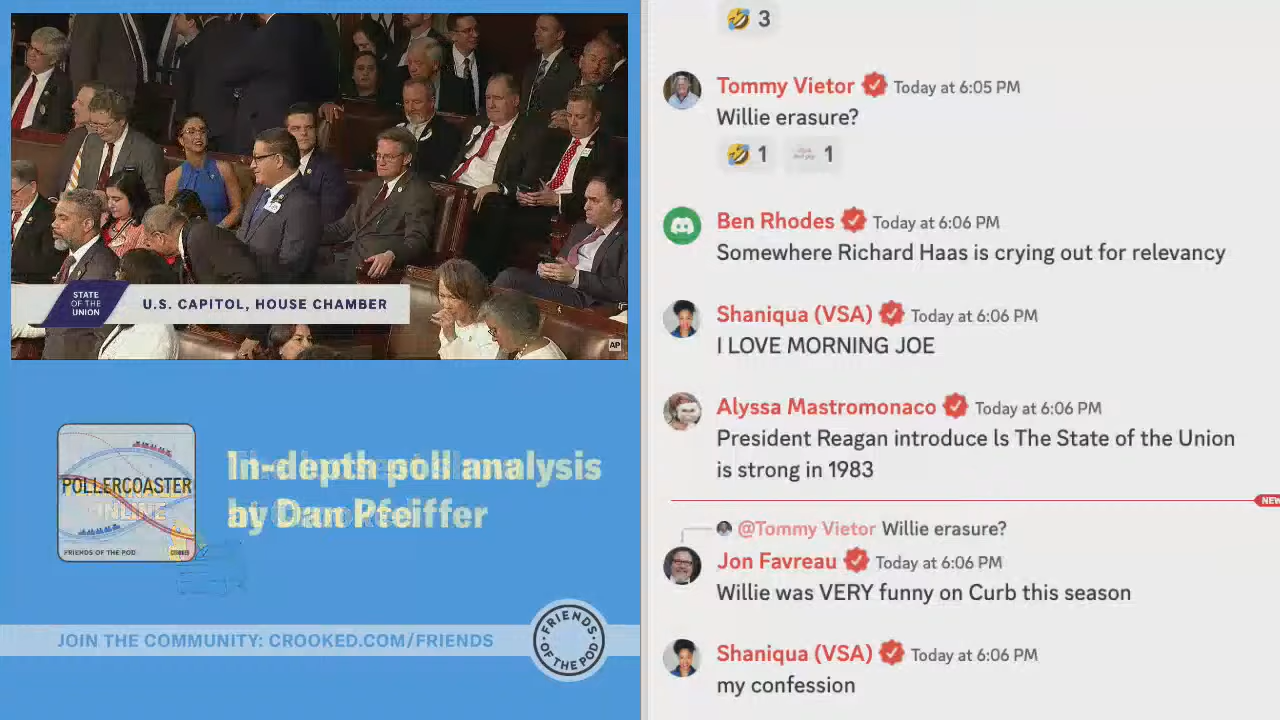 STATE
OF THE
UNION
U.S. CAPITOL, HOUSE CHAMBER
AP
POLLERCOASTER
ONLINE
FRIENDS OF THE POD
In-depth poll analysis
by Dan Pfeiffer
JOIN THE COMMUNITY: CROOKED.COM/FRIENDS
FRIENDS
OF THE POD
3
Tommy Vietor Today at 6:05 PM
Willie erasure?
1 1
Ben Rhodes Today at 6:06 PM
Somewhere Richard Haas is crying out for relevancy
Shaniqua (VSA) Today at 6:06 PM
I LOVE MORNING JOE
Alyssa Mastromonaco Today at 6:06 PM
President Reagan introduce ls The State of the Union
is strong in 1983
NEW
@Tommy Vietor Willie erasure?
Jon Favreau Today at 6:06 PM
Willie was VERY funny on Curb this season
Shaniqua (VSA) Today at 6:06 PM
my confession